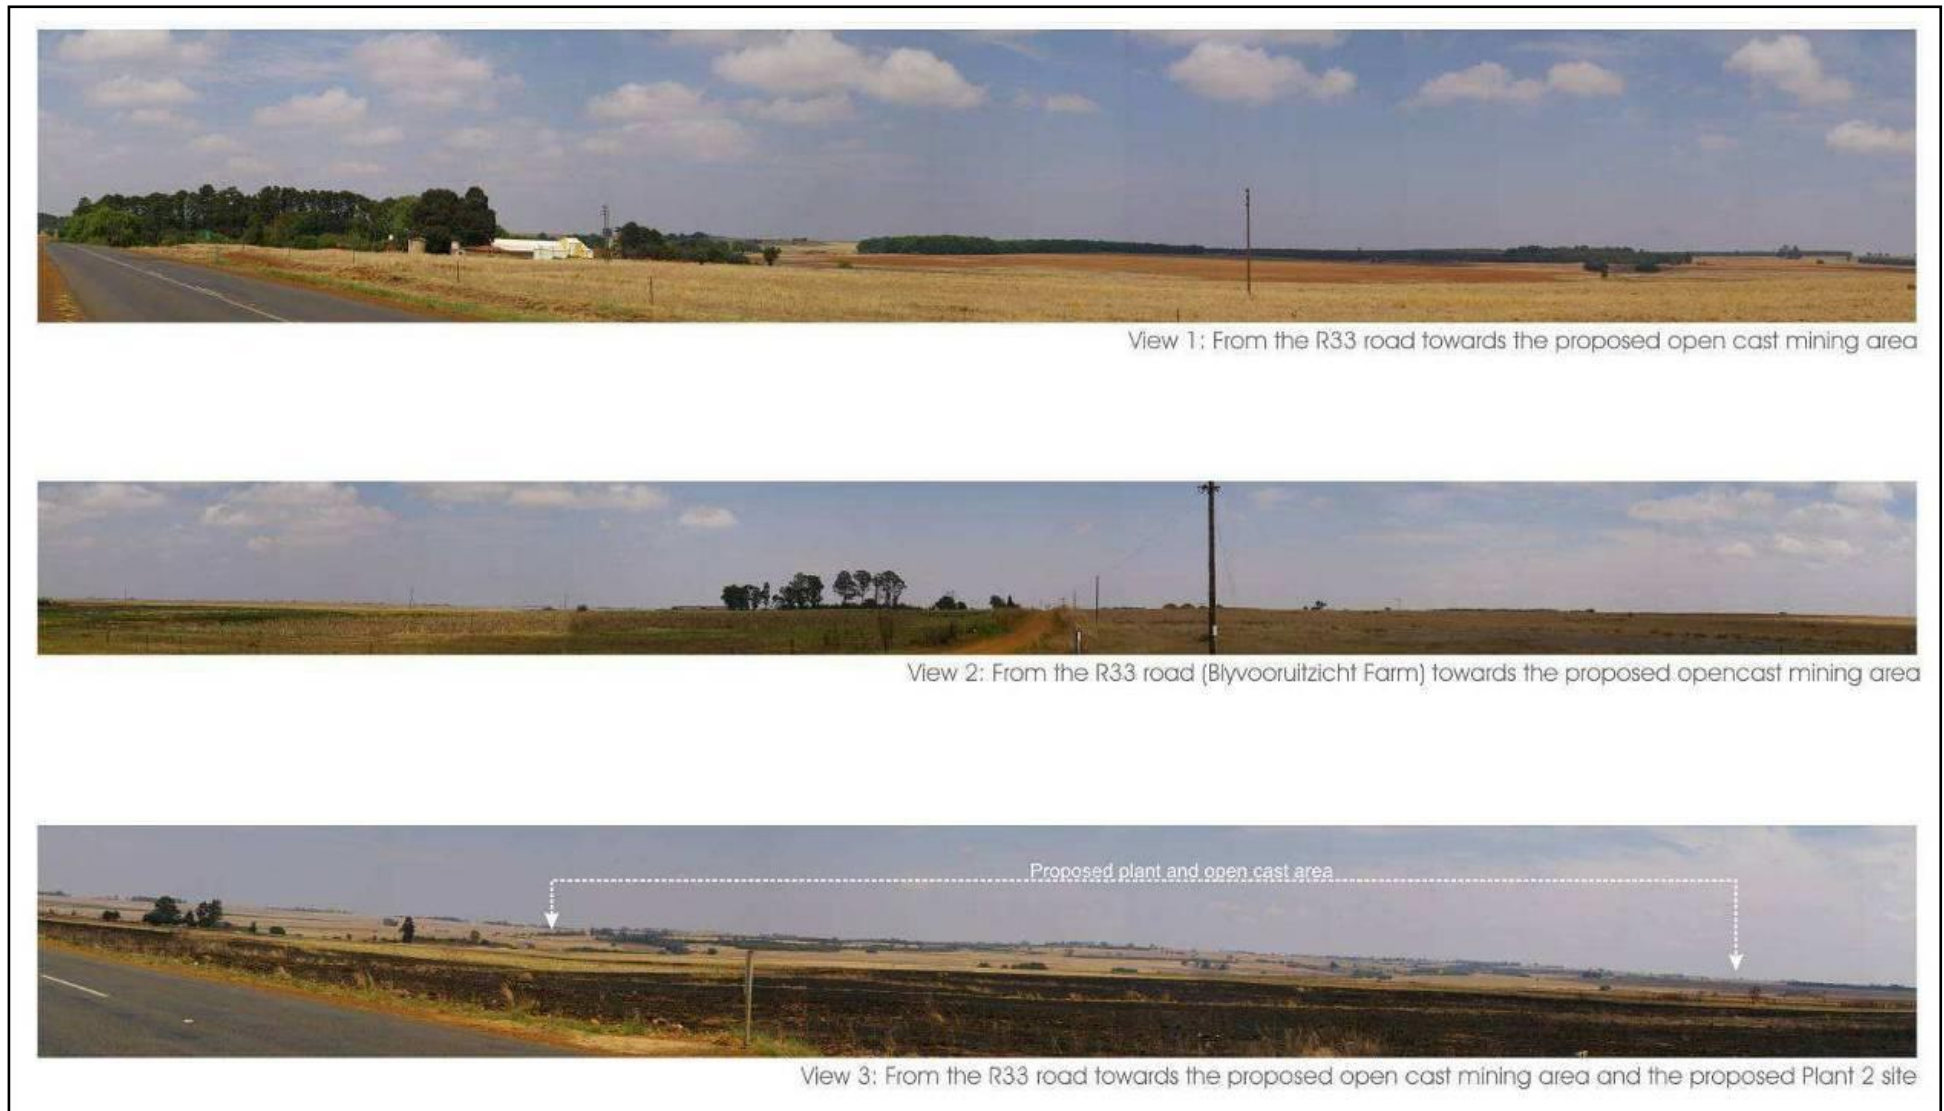 View 1: From the R33 road towards the proposed open cast mining area
View 2: From the R33 road (Blyvooruitzicht Farm) towards the proposed opencast mining area
Proposed plant and open cast area
View 3: From the R33 road towards the proposed open cast mining area and the proposed Plant 2 site